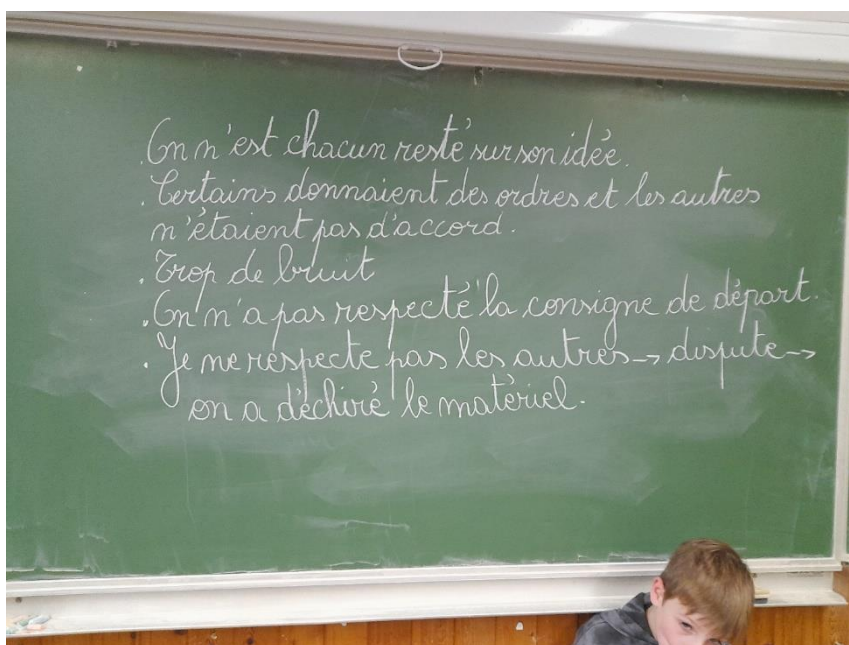 . On n'est chacun resté sur son idée.
. Certains donnaient des ordres et les autres
n'étaient pas d'accord.
. Trop de bruit
. On n'a pas respecté la consigne de départ.
. Je ne respecte pas les autres → dispute →
on a déchiré le matériel.